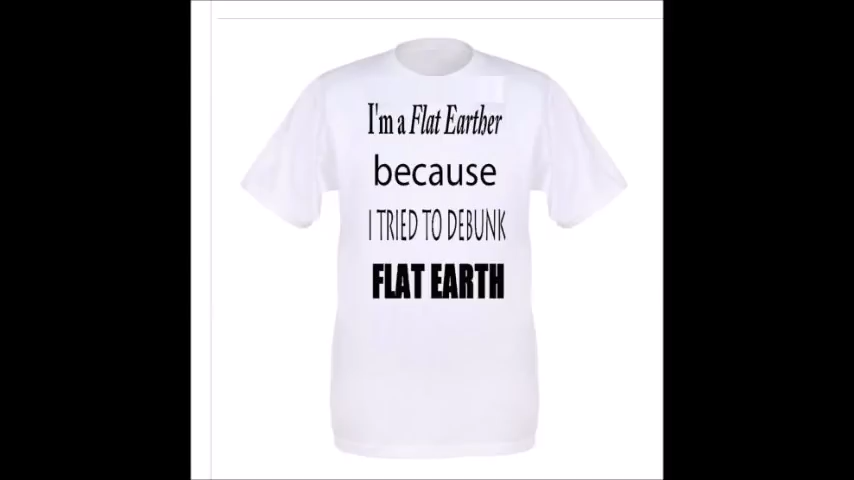 I'm a Flat Earther
because
I TRIED TO DEBUNK
FLAT EARTH